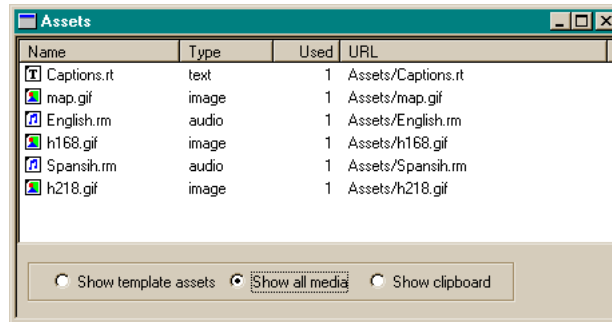 Assets
Name Type Used URL
Captions.rt text 1 Assets/Captions.rt
map.gif image 1 Assets/map.gif
English.rm audio 1 Assets/English.rm
h168.gif image 1 Assets/h168.gif
Spansih.rm audio 1 Assets/Spansih.rm
h218.gif image 1 Assets/h218.gif
Show template assets Show all media Show clipboard